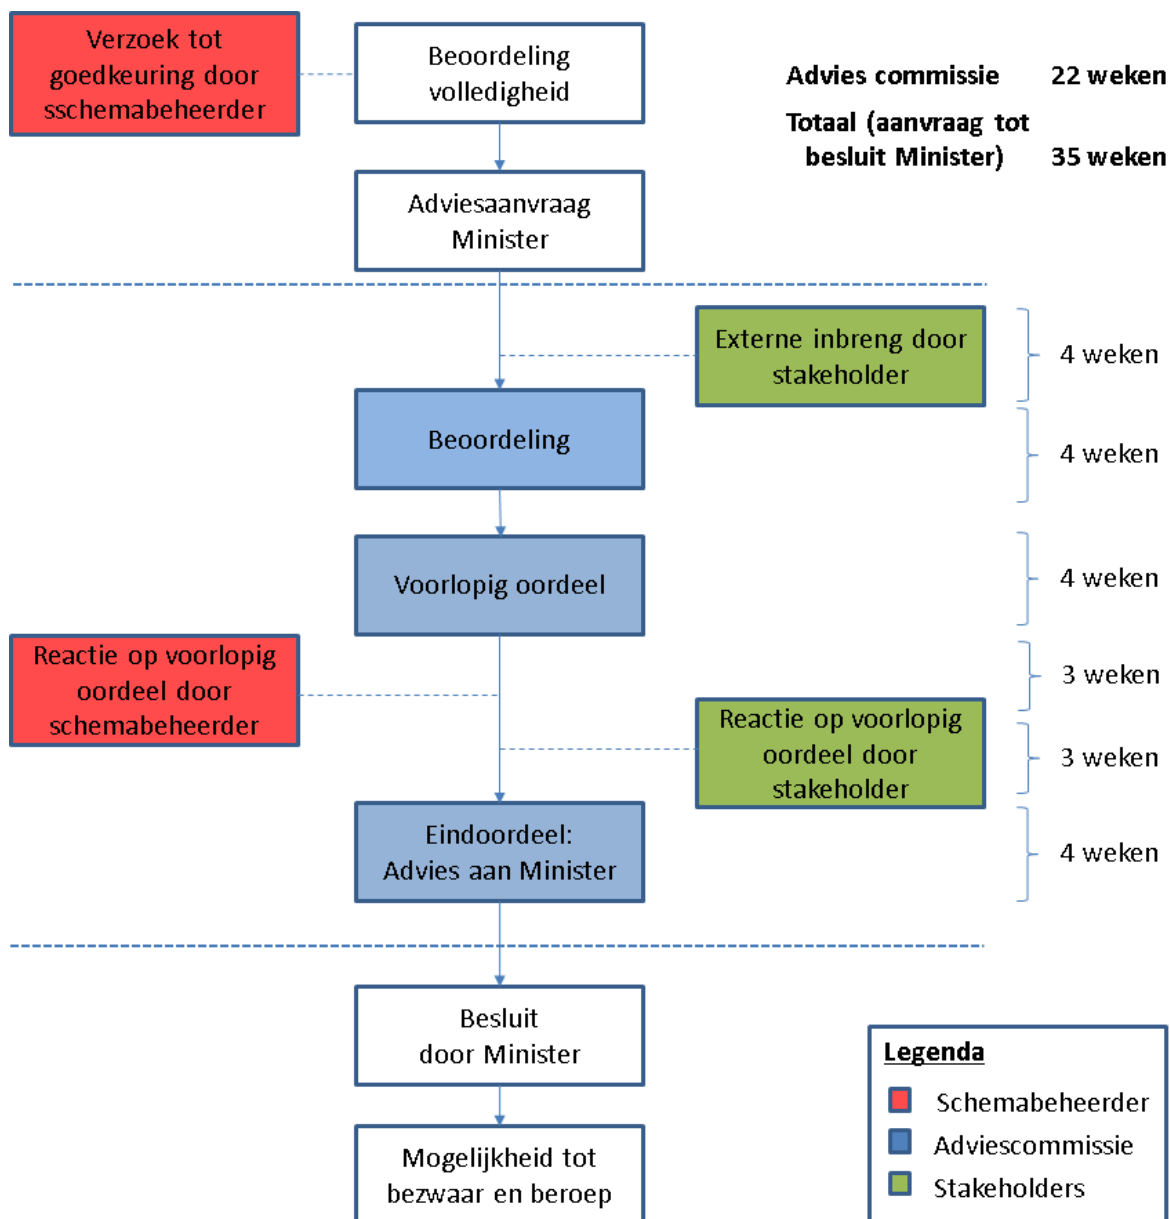 Verzoek tot
goedkeuring door
sschemabeheerder
Beoordeling
volledigheid
Advies commissie 22 weken
Totaal (aanvraag tot
besluit Minister) 35 weken
Adviesaanvraag
Minister
Externe inbreng door
stakeholder
4 weken
Beoordeling
4 weken
Voorlopig oordeel
4 weken
Reactie op voorlopig
oordeel door
schemabeheerder
3 weken
Reactie op voorlopig
oordeel door
stakeholder
3 weken
Eindoordeel:
Advies aan Minister
4 weken
Besluit
door Minister
Mogelijkheid tot
bezwaar en beroep
Legenda
Schemabeheerder
Adviescommissie
Stakeholders